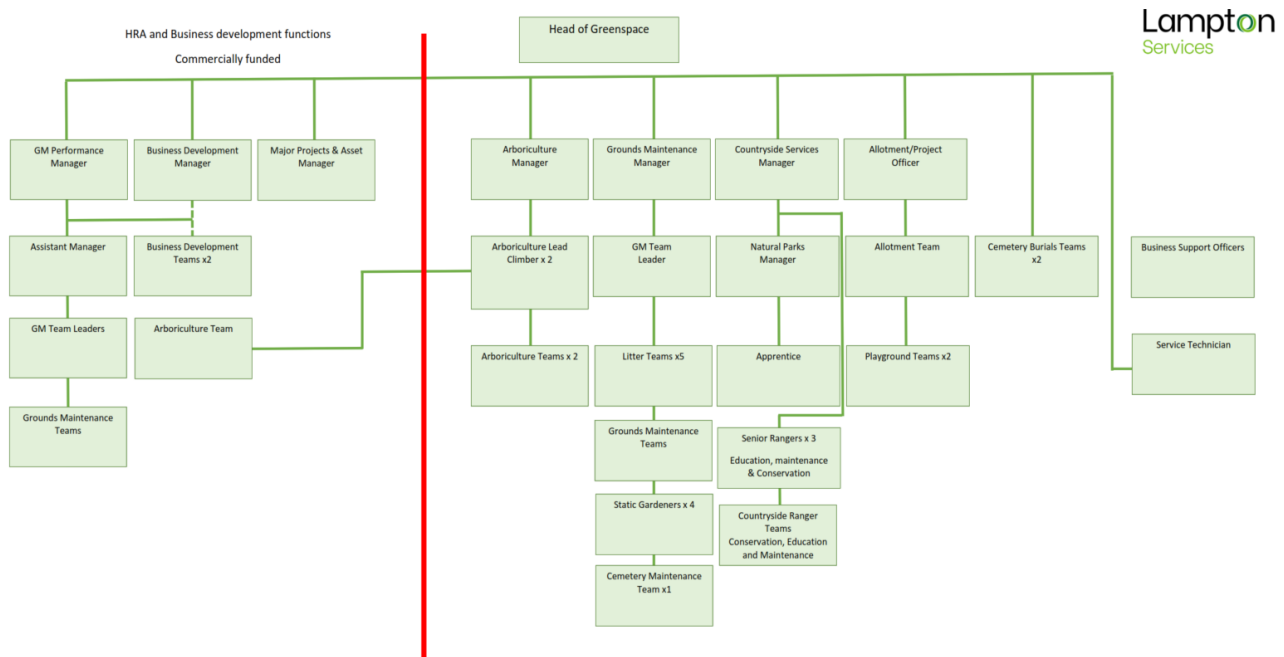 HRA and Business development functions
Commercially funded
Head of Greenspace
Lampton
Services
GM Performance
Manager
Business Development
Manager
Major Projects & Asset
Manager
Arboriculture
Manager
Grounds Maintenance
Manager
Countryside Services
Manager
Allotment/Project
Officer
Assistant Manager
Business Development
Teams x2
Arboriculture Lead
Climber x 2
GM Team
Leader
Natural Parks
Manager
Allotment Team
Cemetery Burials Teams
x2
Business Support Officers
GM Team Leaders
Arboriculture Team
Arboriculture Teams x 2
Litter Teams x5
Apprentice
Playground Teams x2
Service Technician
Grounds Maintenance
Teams
Grounds Maintenance
Teams
Senior Rangers x 3
Education, maintenance
& Conservation
Static Gardeners x 4
Countryside Ranger
Teams
Conservation, Education
and Maintenance
Cemetery Maintenance
Team x1